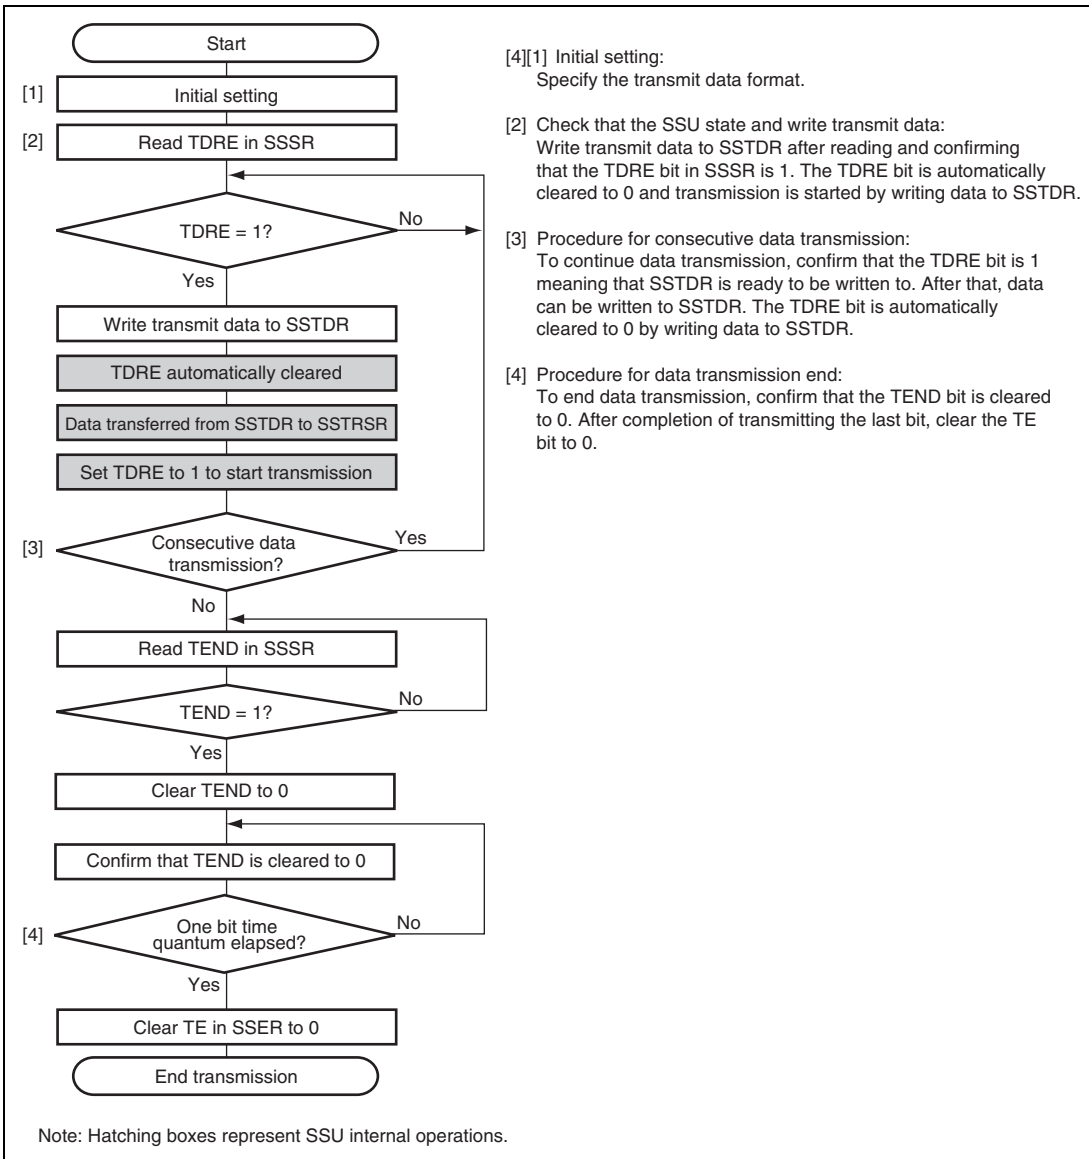 Start
[1]
Initial setting
[2]
Read TDRE in SSSR
TDRE = 1?
No
Yes
Write transmit data to SSTDR
TDRE automatically cleared
Data transferred from SSTDR to SSTRSR
Set TDRE to 1 to start transmission
[3]
Consecutive data
transmission?
Yes
No
Read TEND in SSSR
TEND = 1?
No
Yes
Clear TEND to 0
Confirm that TEND is cleared to 0
[4]
One bit time
quantum elapsed?
No
Yes
Clear TE in SSER to 0
End transmission
[4][1] Initial setting:
Specify the transmit data format.
[2] Check that the SSU state and write transmit data:
Write transmit data to SSTDR after reading and confirming
that the TDRE bit in SSSR is 1. The TDRE bit is automatically
cleared to 0 and transmission is started by writing data to SSTDR.
[3] Procedure for consecutive data transmission:
To continue data transmission, confirm that the TDRE bit is 1
meaning that SSTDR is ready to be written to. After that, data
can be written to SSTDR. The TDRE bit is automatically
cleared to 0 by writing data to SSTDR.
[4] Procedure for data transmission end:
To end data transmission, confirm that the TEND bit is cleared
to 0. After completion of transmitting the last bit, clear the TE
bit to 0.
Note: Hatching boxes represent SSU internal operations.